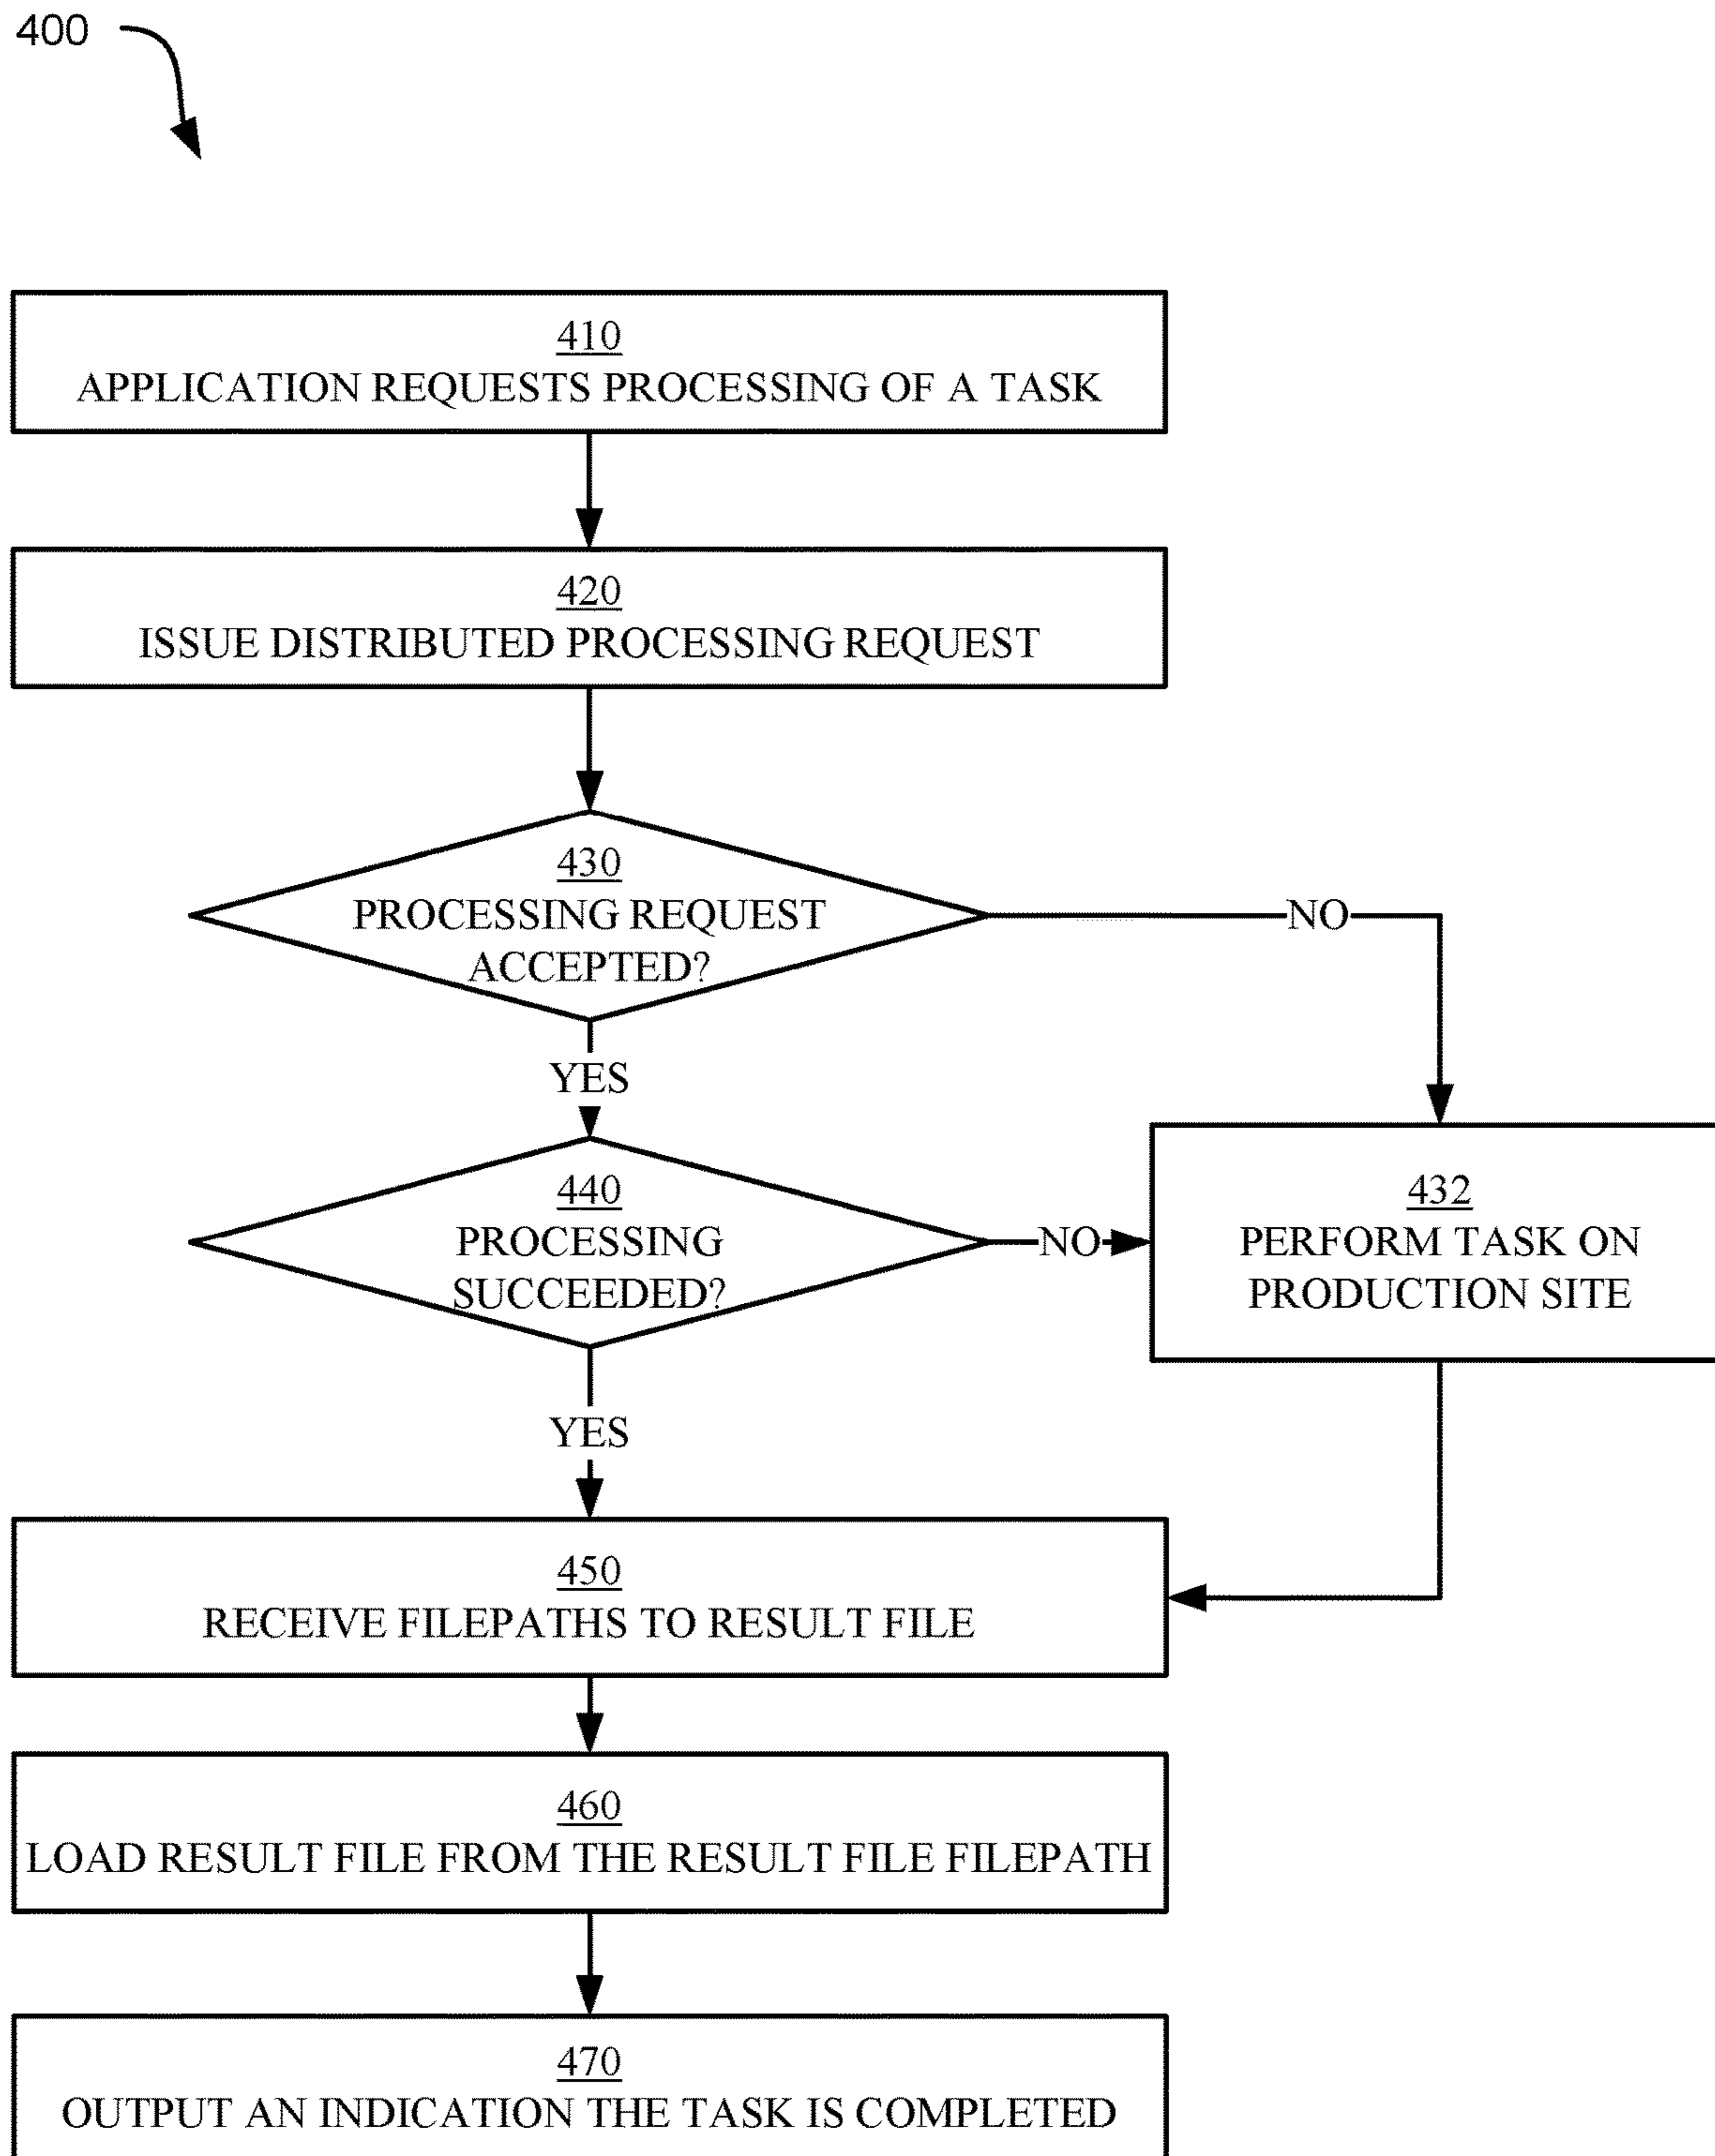 400
410
APPLICATION REQUESTS PROCESSING OF A TASK
420
ISSUE DISTRIBUTED PROCESSING REQUEST
430
PROCESSING REQUEST
ACCEPTED?
NO
YES
440
PROCESSING
SUCCEEDED?
NO
432
PERFORM TASK ON
PRODUCTION SITE
YES
450
RECEIVE FILEPATHS TO RESULT FILE
460
LOAD RESULT FILE FROM THE RESULT FILE FILEPATH
470
OUTPUT AN INDICATION THE TASK IS COMPLETED